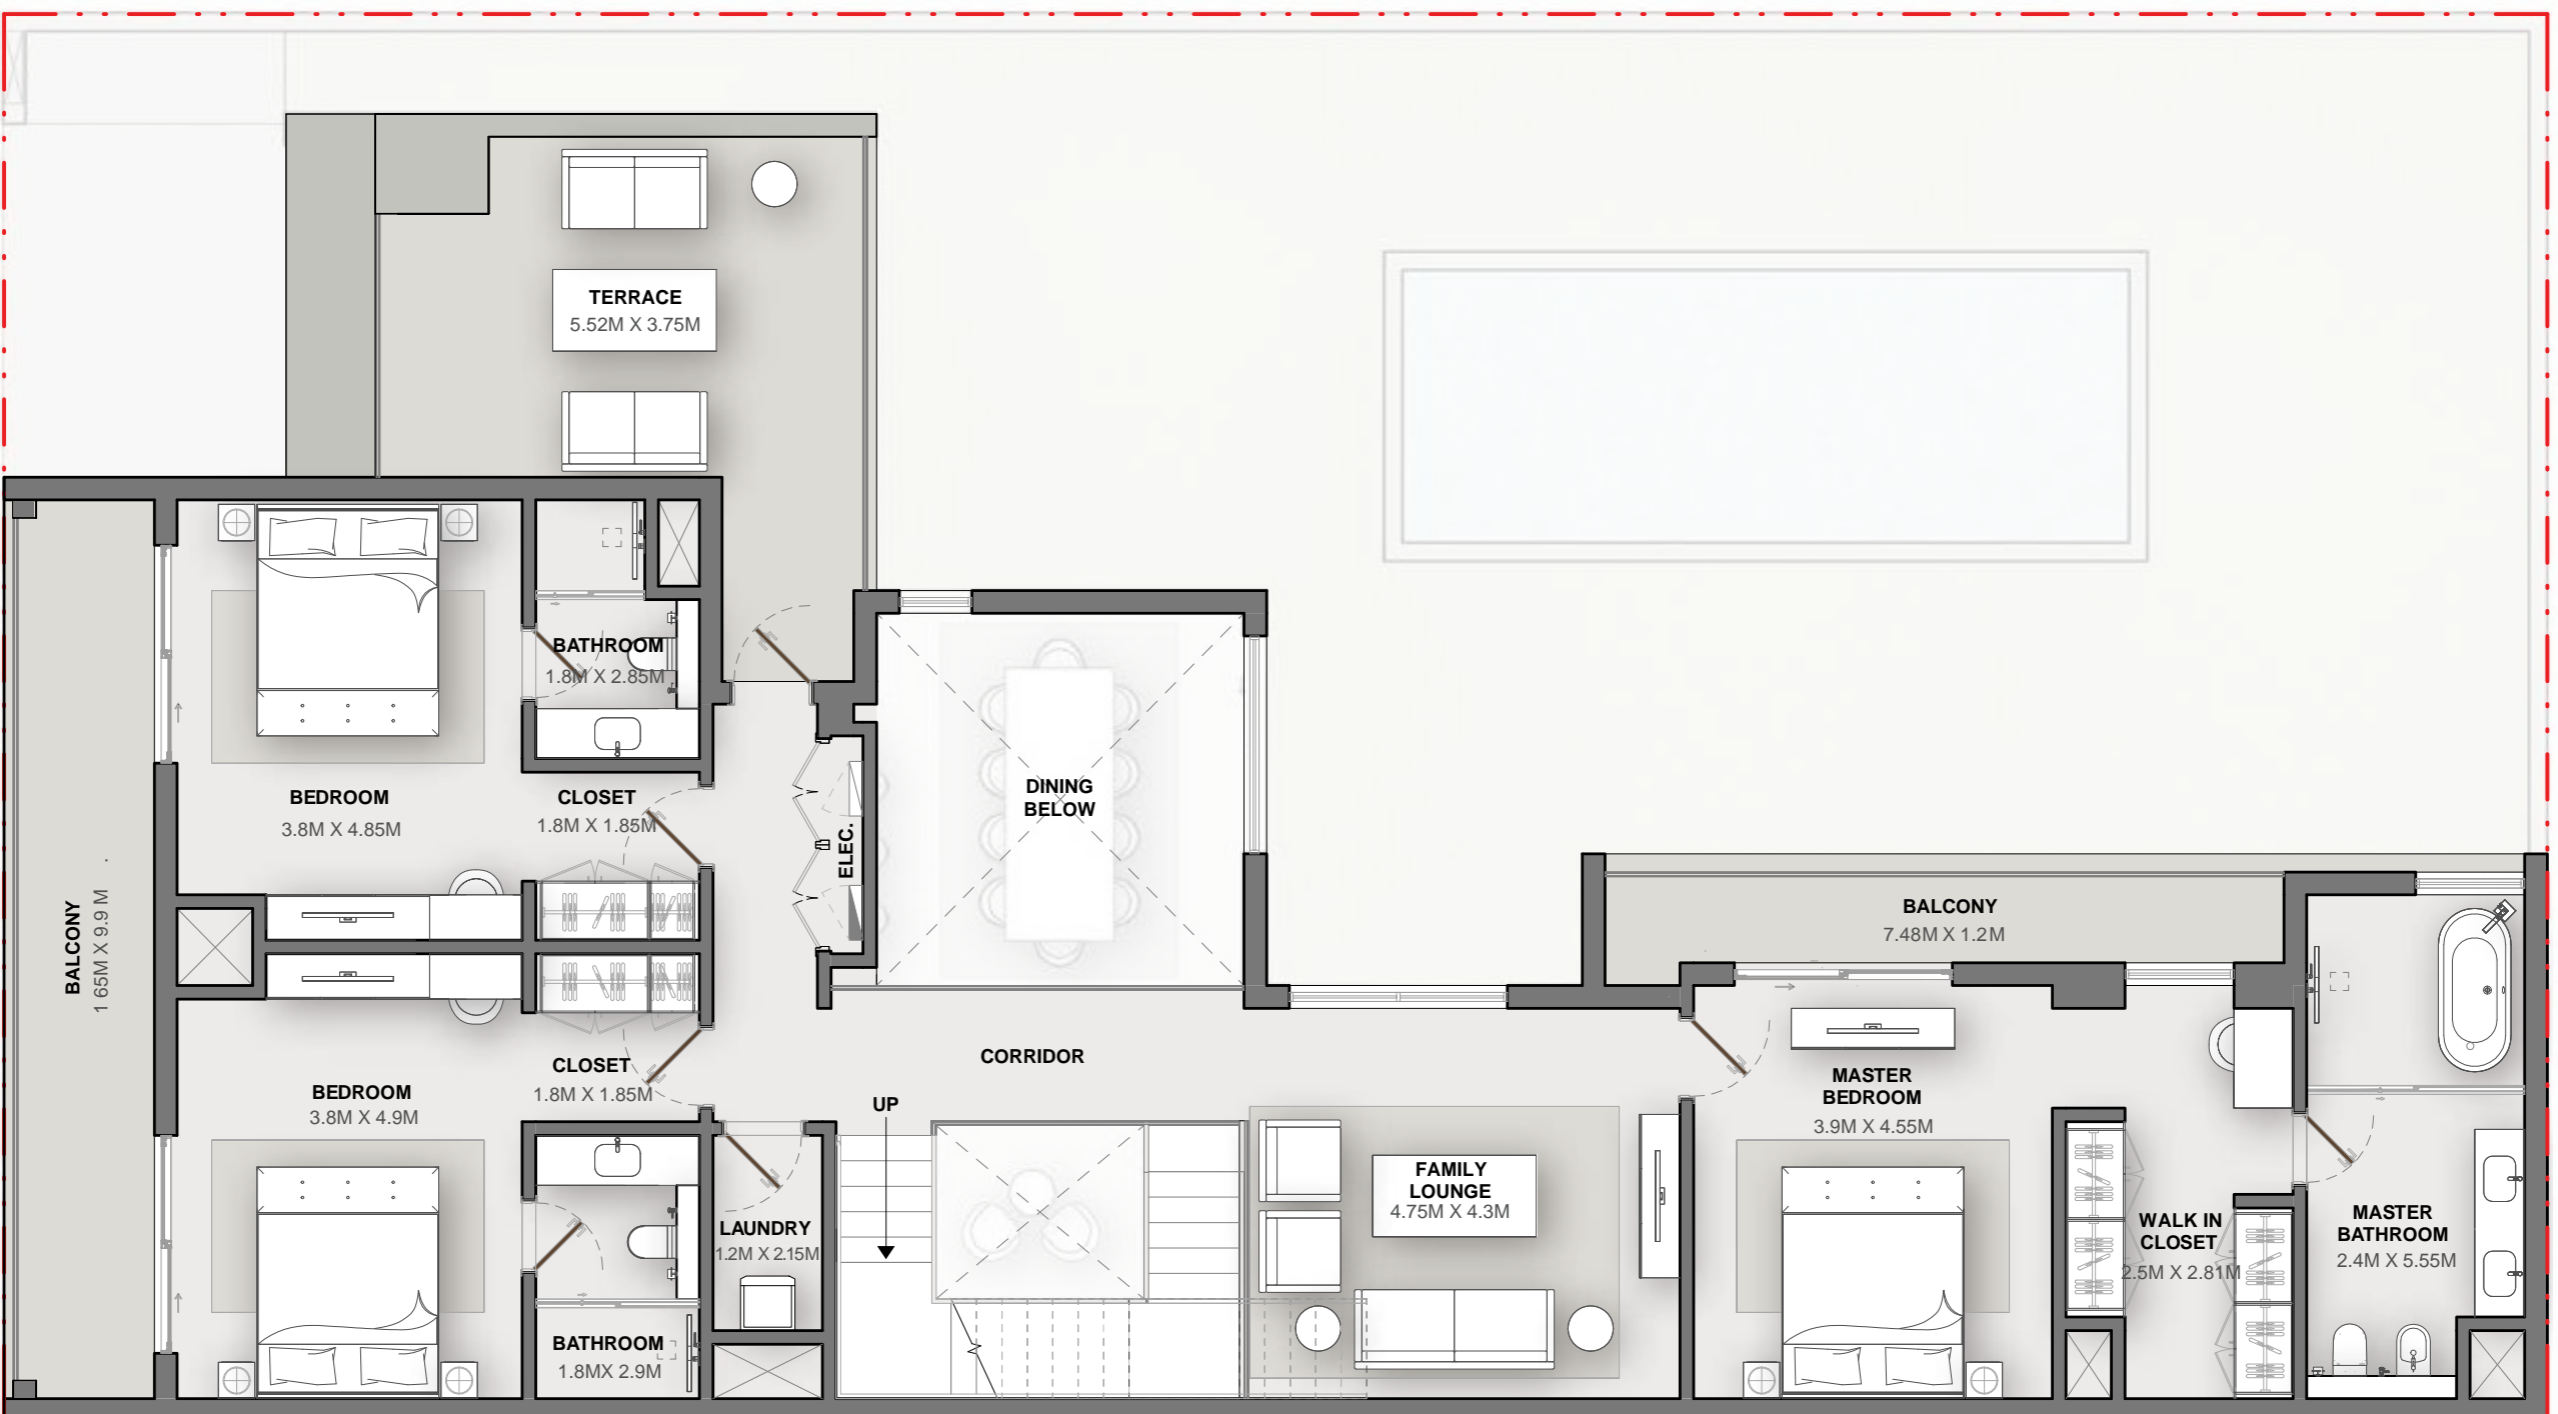 TERRACE
5.52M X 3.75M
BATHROOM
1.8M X 2.85M
BEDROOM
3.8M X 4.85M
CLOSET
1.8M X 1.85M
ELEC.
DINING
BELOW
BALCONY
1 65M X 9.9 M
BALCONY
7.48M X 1.2M
CORRIDOR
CLOSET
1.8M X 1.85M
BEDROOM
3.8M X 4.9M
UP
MASTER
BEDROOM
3.9M X 4.55M
FAMILY
LOUNGE
4.75M X 4.3M
LAUNDRY
1.2M X 2.15M
WALK IN
CLOSET
2.5M X 2.81M
MASTER
BATHROOM
2.4M X 5.55M
BATHROOM
1.8MX 2.9M